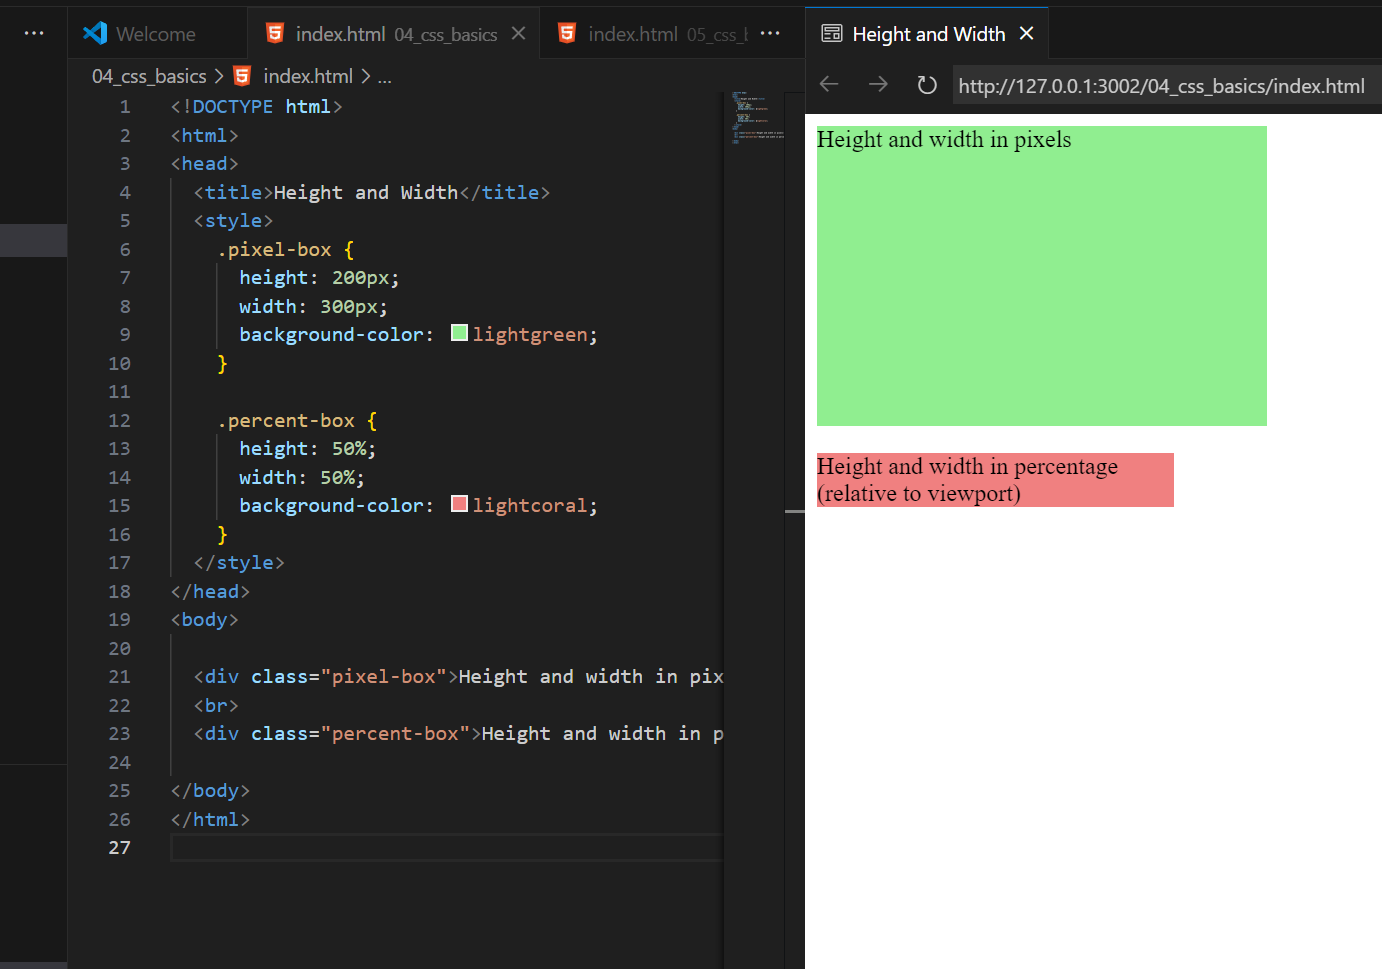 Welcome
index.html 04_css_basics
index.html 05_css_b
Height and Width
04_css_basics > index.html > ...
http://127.0.0.1:3002/04_css_basics/index.html
1 <!DOCTYPE html>
2 <html>
3 <head>
4 <title>Height and Width</title>
5 <style>
6 .pixel-box {
7 height: 200px;
8 width: 300px;
9 background-color: lightgreen;
10 }
11
12 .percent-box {
13 height: 50%;
14 width: 50%;
15 background-color: lightcoral;
16 }
17 </style>
18 </head>
19 <body>
20
21 <div class="pixel-box">Height and width in pix
22 <br>
23 <div class="percent-box">Height and width in p
24
25 </body>
26 </html>
27
Height and width in pixels
Height and width in percentage
(relative to viewport)